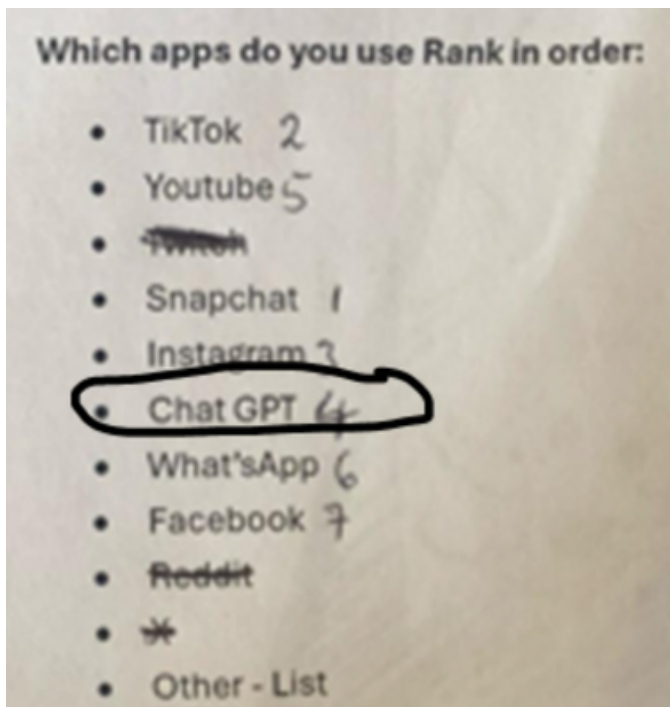 Which apps do you use Rank in order:
• TikTok 2
• Youtube 5
• Twitch
• Snapchat 1
• Instagram 3
• Chat GPT 4
• What'sApp 6
• Facebook 7
• Reddit
• X
• Other - List